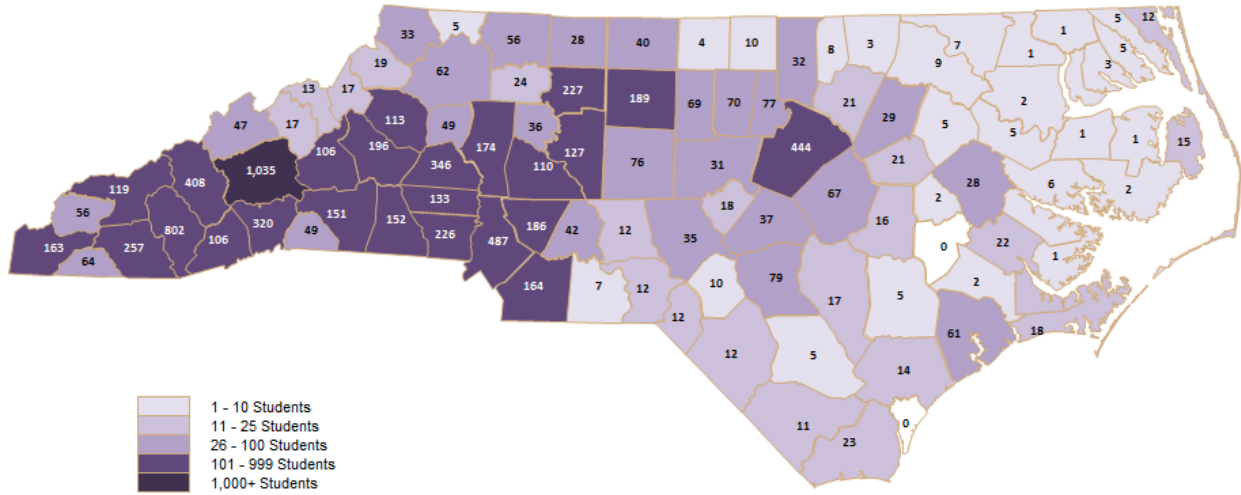 5 1 5 12
33 56 28 40 4 10 8 3 7 1 5
19 62 32 9 3
13 17 24 227 189 69 70 77 21 2
47 17 113 49 36 29 5 5 1 1 15
106 196 174 127 444
1,035 346 110 76 31 21
119 408 133 18 67 28 6 2
56 802 320 151 152 226 186 42 12 35 37 16 2
163 257 106 49 487 0 22 1
64 164 7 12 10 79 17 5 2
12 12 5 14 61 18
11 23 0
1 - 10 Students
11 - 25 Students
26 - 100 Students
101 - 999 Students
1,000+ Students